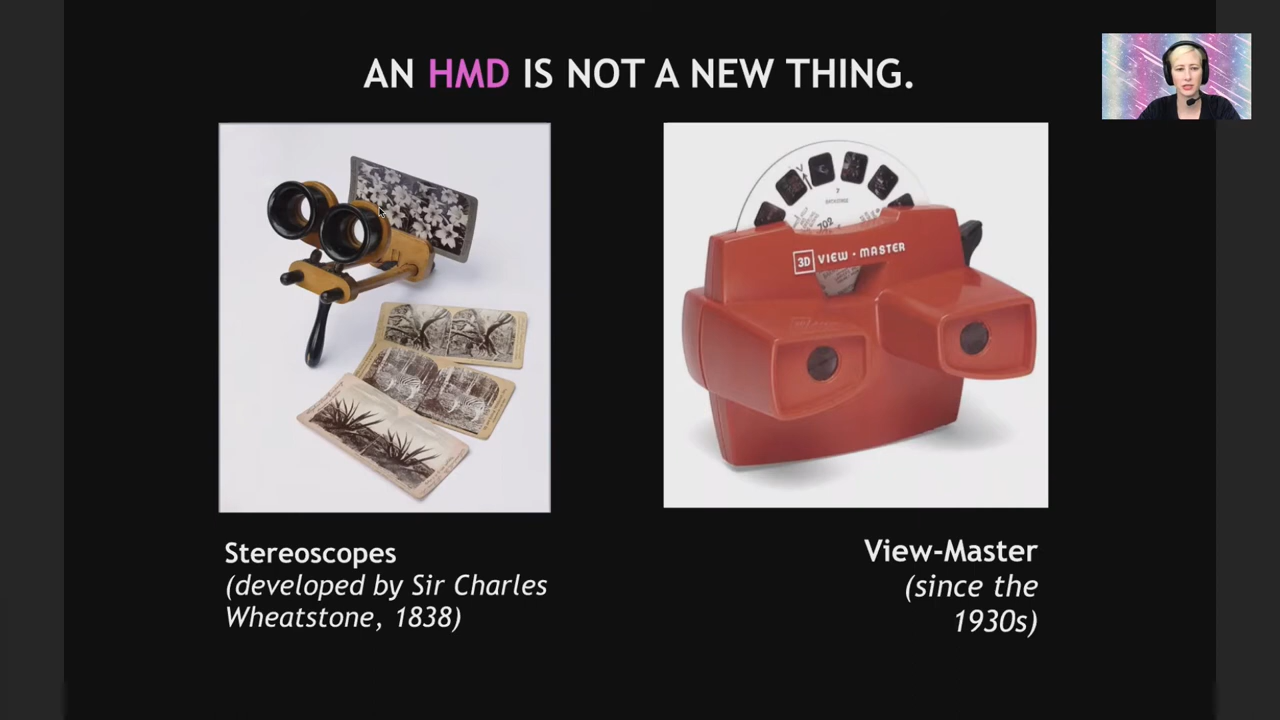 AN HMD IS NOT A NEW THING.
3D VIEW·MASTER
Stereoscopes
(developed by Sir Charles
Wheatstone, 1838)
View-Master
(since the
1930s)